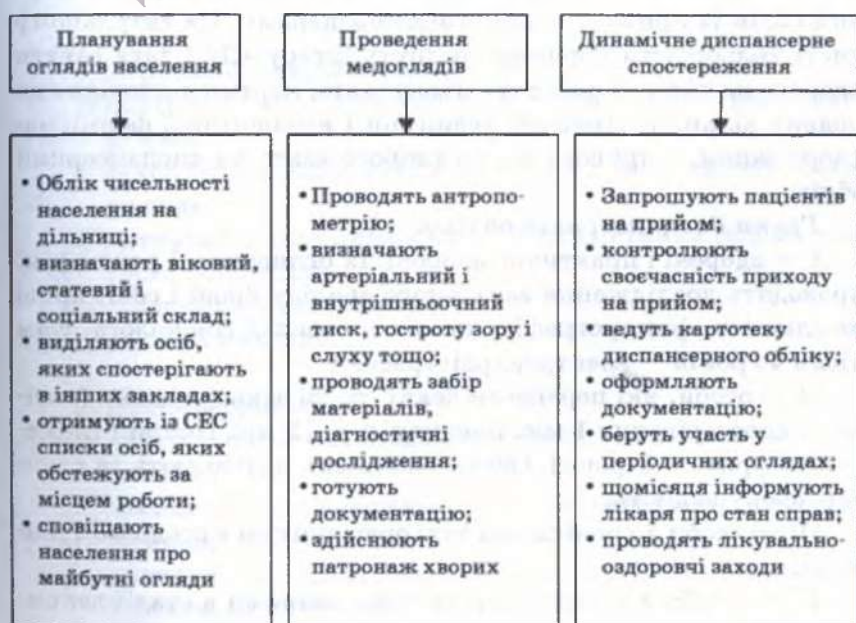 Планування
оглядів населення
Проведення
медоглядів
Динамічне диспансерне
спостереження
• Облік чисельності
населення на
дільниці;
• визначають віковий,
статевий і
соціальний склад;
• виділяють осіб,
яких спостерігають
в інших закладах;
• отримують із СЕС
списки осіб, яких
обстежують за
місцем роботи;
• сповіщають
населення про
майбутні огляди
• Проводять антропо-
метрію;
• визначають
артеріальний і
внутрішньоочний
тиск, гостроту зору і
слуху тощо;
• проводять забір
матеріалів,
діагностичні
дослідження;
• готують
документацію;
• здійснюють
патронаж хворих
• Запрошують пацієнтів
на прийом;
• контролюють
своєчасність приходу
на прийом;
• ведуть картотеку
диспансерного обліку;
• оформляють
документацію;
• беруть участь у
періодичних оглядах;
• щомісяця інформують
лікаря про стан справ;
• проводять лікувально-
оздоровчі заходи